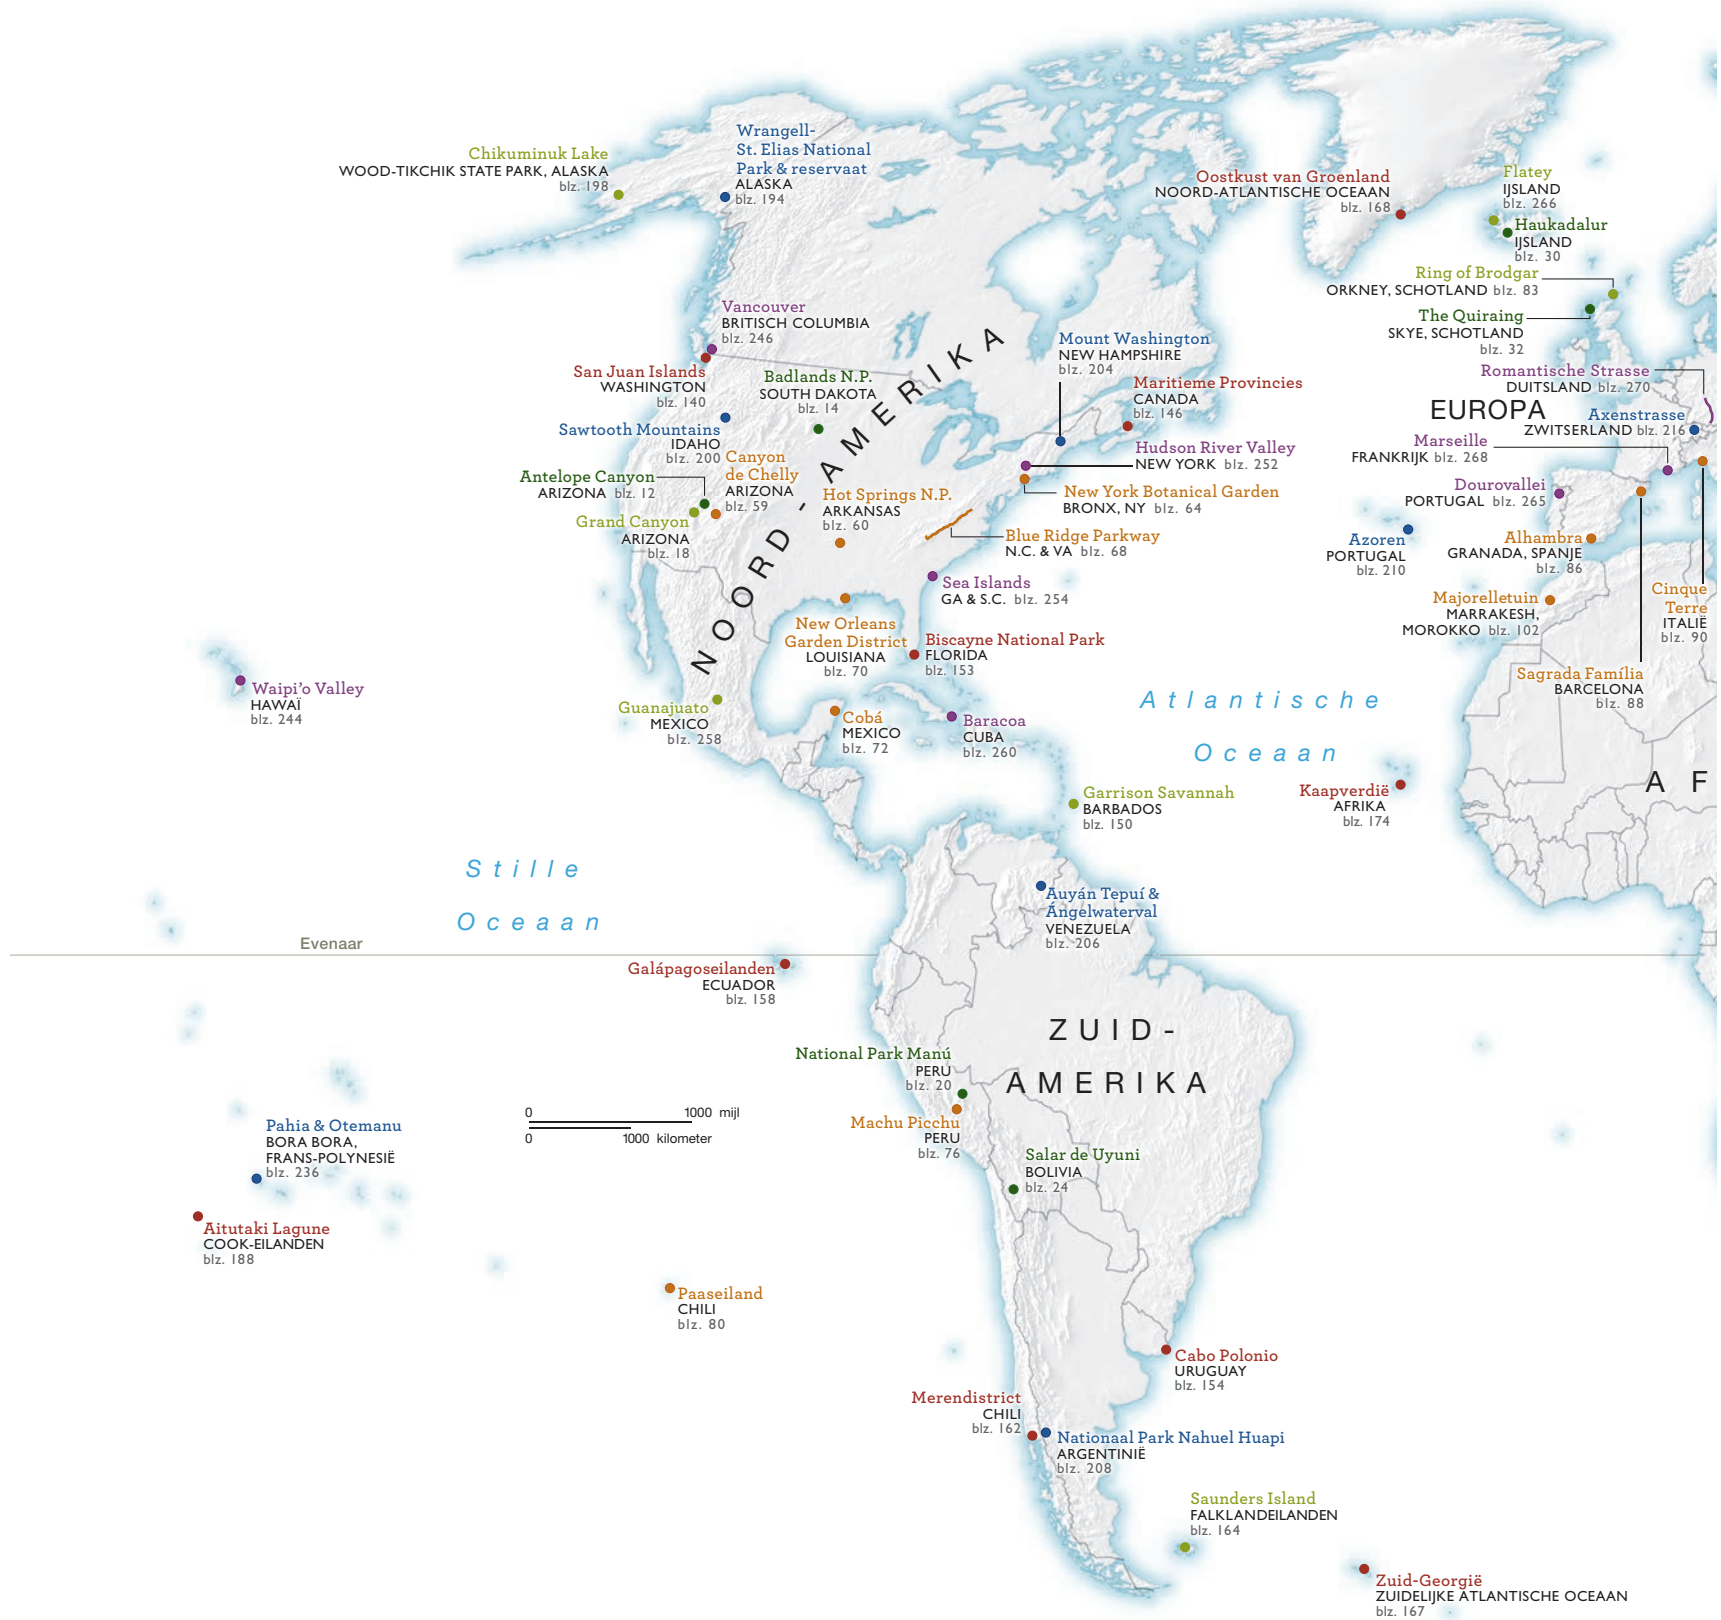 Wrangell-
St. Elias National
Park & reservaat
ALASKA
blz. 194
Chikuminuk Lake
WOOD-TIKCHIK STATE PARK, ALASKA
blz. 198
Oostkust van Groenland
NOORD-ATLANTISCHE OCEAAN
blz. 168
Flatey
IJSLAND
blz. 266
Haukadalur
IJSLAND
blz. 30
Ring of Brodgar
ORKNEY, SCHOTLAND blz. 83
The Quiraing
SKYE, SCHOTLAND
blz. 32
Romantische Strasse
DUITSLAND blz. 270
EUROPA
Axenstrasse
ZWITSERLAND blz. 216
Marseille
FRANKRIJK blz. 268
Dourovallei
PORTUGAL blz. 265
Azoren
PORTUGAL
blz. 210
Alhambra
GRANADA, SPANJE
blz. 86
Majorelletuin
MARRAKESH,
MOROKKO blz. 102
Cinque
Terre
ITALIË
blz. 90
Sagrada Família
BARCELONA
blz. 88
Vancouver
BRITISCH COLUMBIA
blz. 246
San Juan Islands
WASHINGTON
blz. 140
Badlands N.P.
SOUTH DAKOTA
blz. 14
Mount Washington
NEW HAMPSHIRE
blz. 204
Maritieme Provincies
CANADA
blz. 146
Sawtooth Mountains
IDAHO
blz. 200
Hudson River Valley
NEW YORK blz. 252
Antelope Canyon
ARIZONA blz. 12
Canyon
de Chelly
ARIZONA
blz. 59
Grand Canyon
ARIZONA
blz. 18
Hot Springs N.P.
ARKANSAS
blz. 60
New York Botanical Garden
BRONX, NY blz. 64
Blue Ridge Parkway
N.C. & VA blz. 68
NOORD-AMERIKA
Sea Islands
GA & S.C. blz. 254
New Orleans
Garden District
LOUISIANA
blz. 70
Biscayne National Park
FLORIDA
blz. 153
Waipi'o Valley
HAWAÏ
blz. 244
Guanajuato
MEXICO
blz. 258
Cobá
MEXICO
blz. 72
Baracoa
CUBA
blz. 260
Atlantische
Oceaan
AF
Kaapverdië
AFRIKA
blz. 174
Garrison Savannah
BARBADOS
blz. 150
Stille
Oceaan
Evenaar
Auyán Tepuí &
Ángelwaterval
VENEZUELA
blz. 206
Galápagoseilanden
ECUADOR
blz. 158
ZUID-
AMERIKA
National Park Manú
PERU
blz. 20
Machu Picchu
PERU
blz. 76
0 1000 mijl
0 1000 kilometer
Pahia & Otemanu
BORA BORA,
FRANS-POLYNESIË
blz. 236
Salar de Uyuni
BOLIVIA
blz. 24
Aitutaki Lagune
COOK-EILANDEN
blz. 188
Paaseiland
CHILI
blz. 80
Cabo Polonio
URUGUAY
blz. 154
Merendistrict
CHILI
blz. 162
Nationaal Park Nahuel Huapi
ARGENTINIË
blz. 208
Saunders Island
FALKLANDEILANDEN
blz. 164
Zuid-Georgië
ZUIDELIJKE ATLANTISCHE OCEAAN
blz. 167